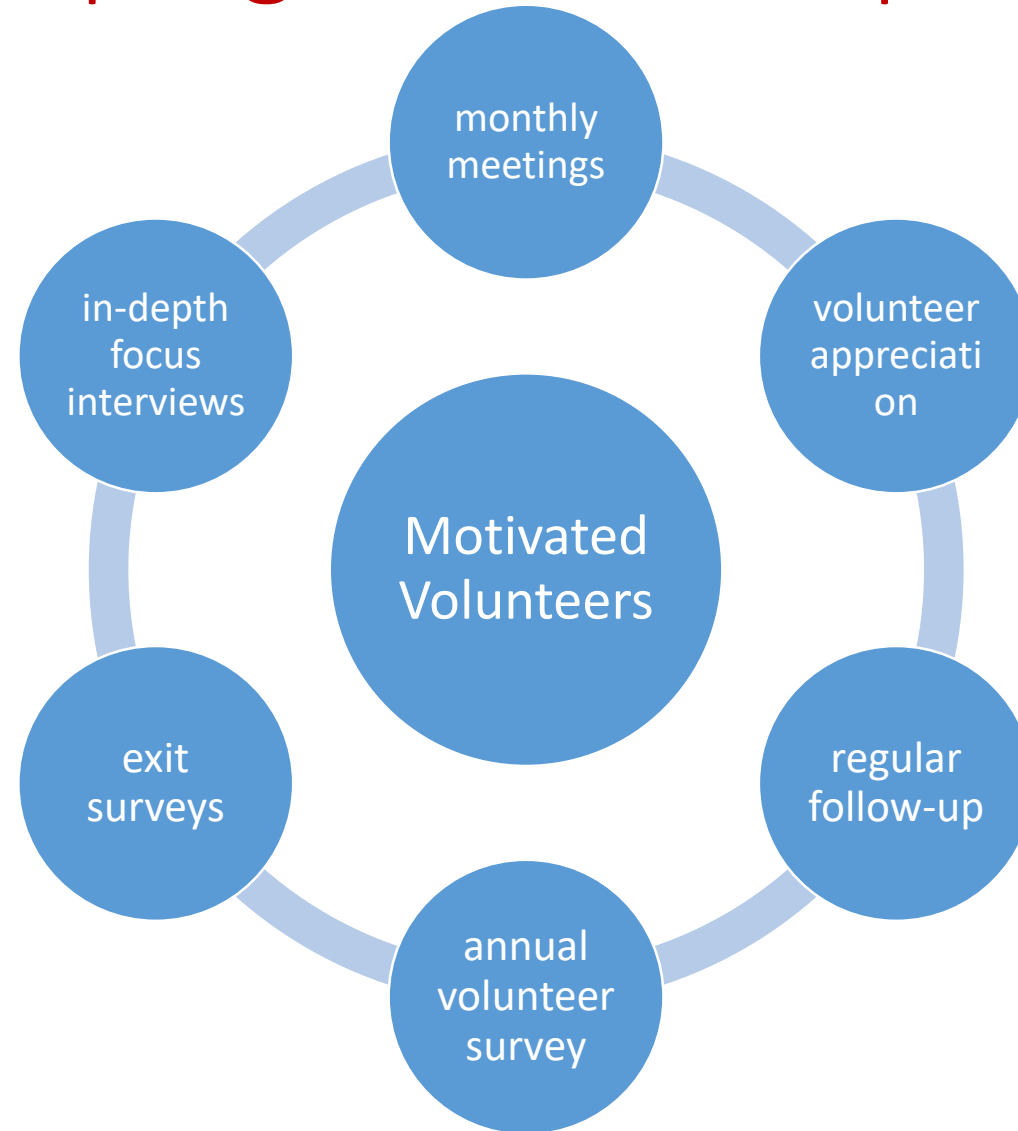 monthly
meetings
volunteer
appreciati
on
regular
follow-up
annual
volunteer
survey
exit
surveys
in-depth
focus
interviews
Motivated
Volunteers